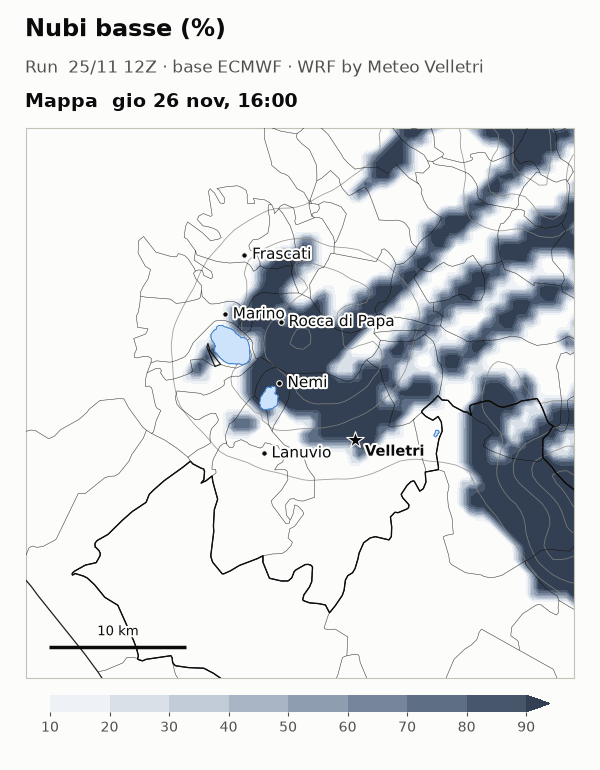 Nubi basse (%)
Run  25/11 12Z · base ECMWF · WRF by Meteo Velletri
Mappa  gio 26 nov, 16:00
Frascati
Marino
Rocca di Papa
Nemi
Velletri
Lanuvio
10 km
10 20 30 40 50 60 70 80 90